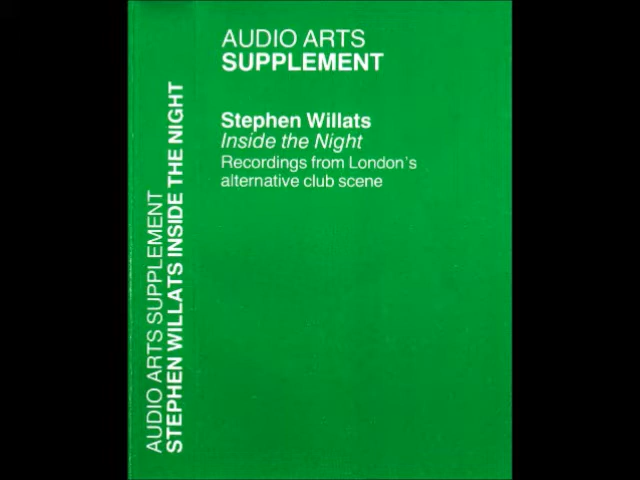 AUDIO ARTS
SUPPLEMENT
Stephen Willats
Inside the Night
Recordings from London's
alternative club scene
AUDIO ARTS SUPPLEMENT
STEPHEN WILLATS INSIDE THE NIGHT